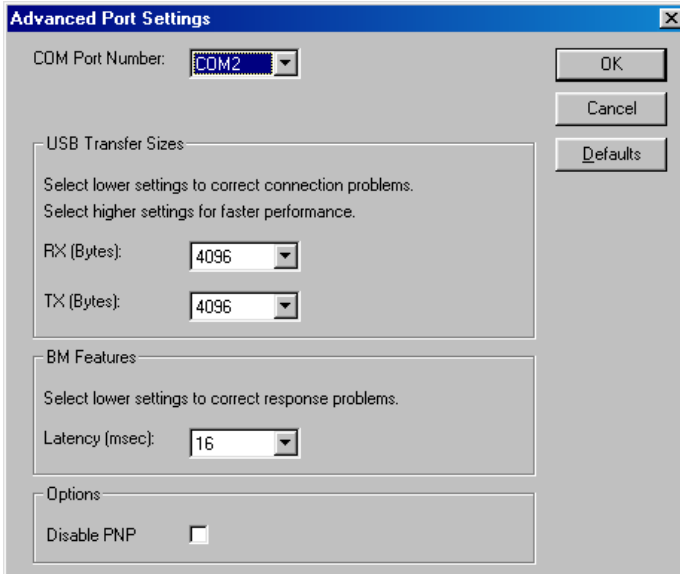 Advanced Port Settings
COM Port Number: COM2
OK
Cancel
Defaults
USB Transfer Sizes
Select lower settings to correct connection problems.
Select higher settings for faster performance.
RX (Bytes): 4096
TX (Bytes): 4096
BM Features
Select lower settings to correct response problems.
Latency (msec): 16
Options
Disable PNP